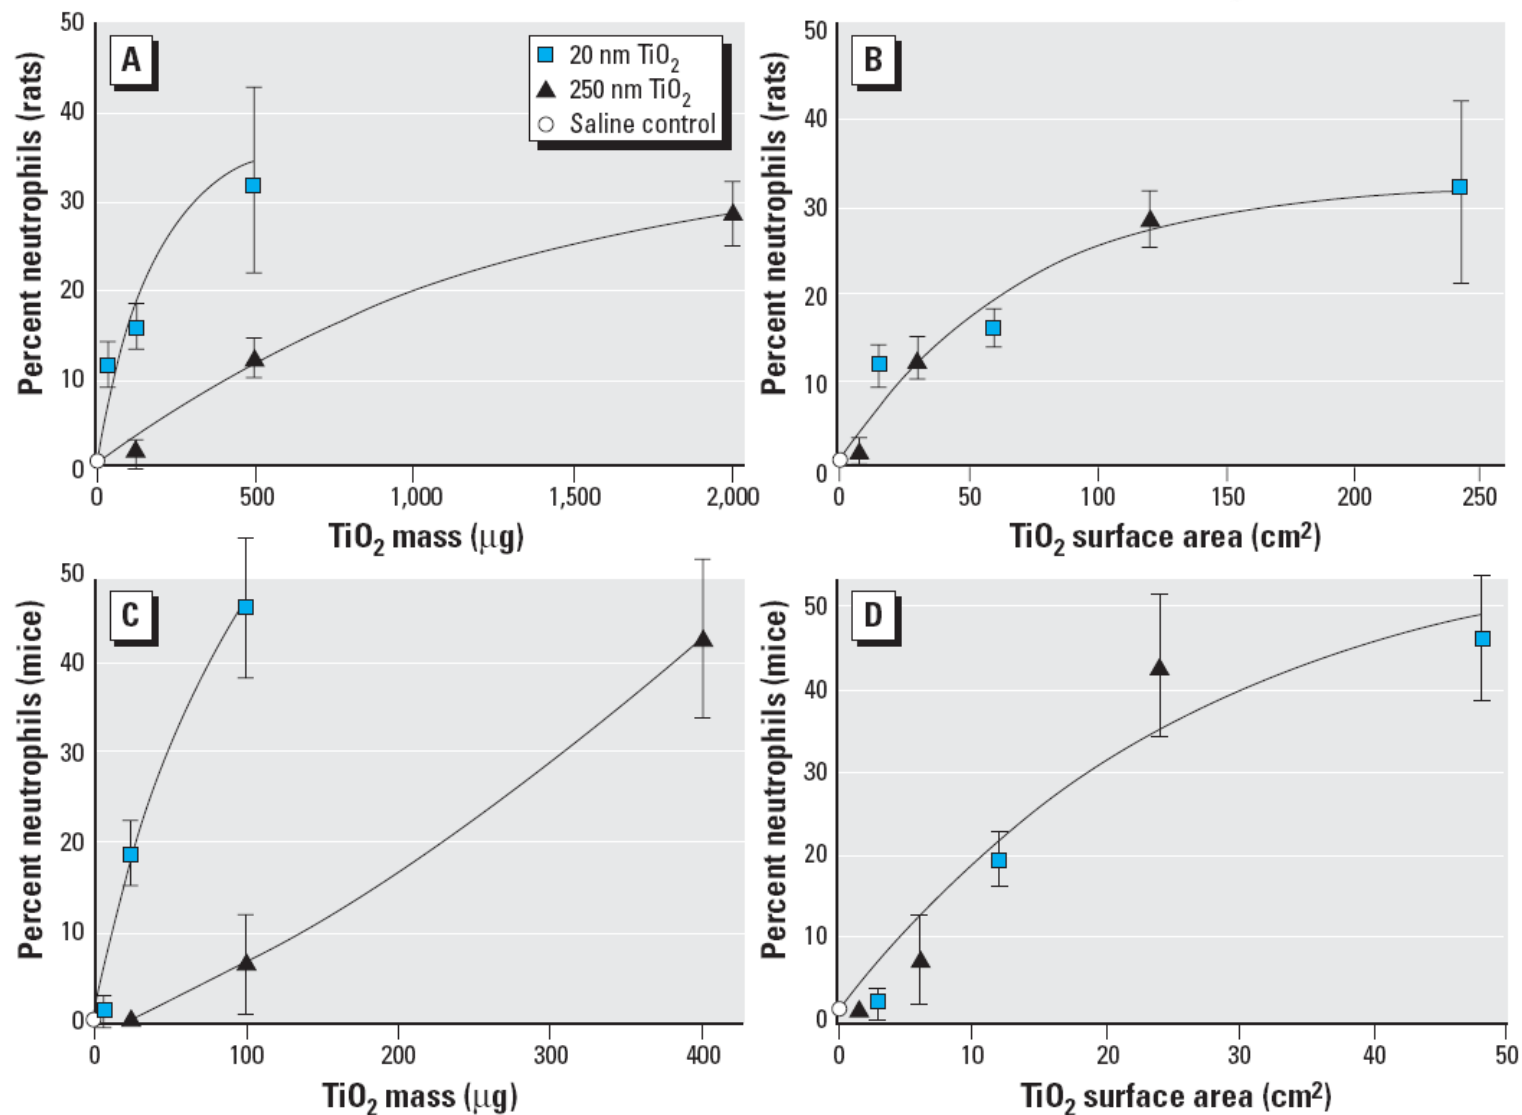 A
20 nm TiO₂
250 nm TiO₂
Saline control
Percent neutrophils (rats)
50
40
30
20
10
0
0 500 1,000 1,500 2,000
TiO₂ mass (μg)
B
Percent neutrophils (rats)
50
40
30
20
10
0
0 50 100 150 200 250
TiO₂ surface area (cm²)
C
Percent neutrophils (mice)
50
40
30
20
10
0
0 100 200 300 400
TiO₂ mass (μg)
D
Percent neutrophils (mice)
50
40
30
20
10
0
0 10 20 30 40 50
TiO₂ surface area (cm²)